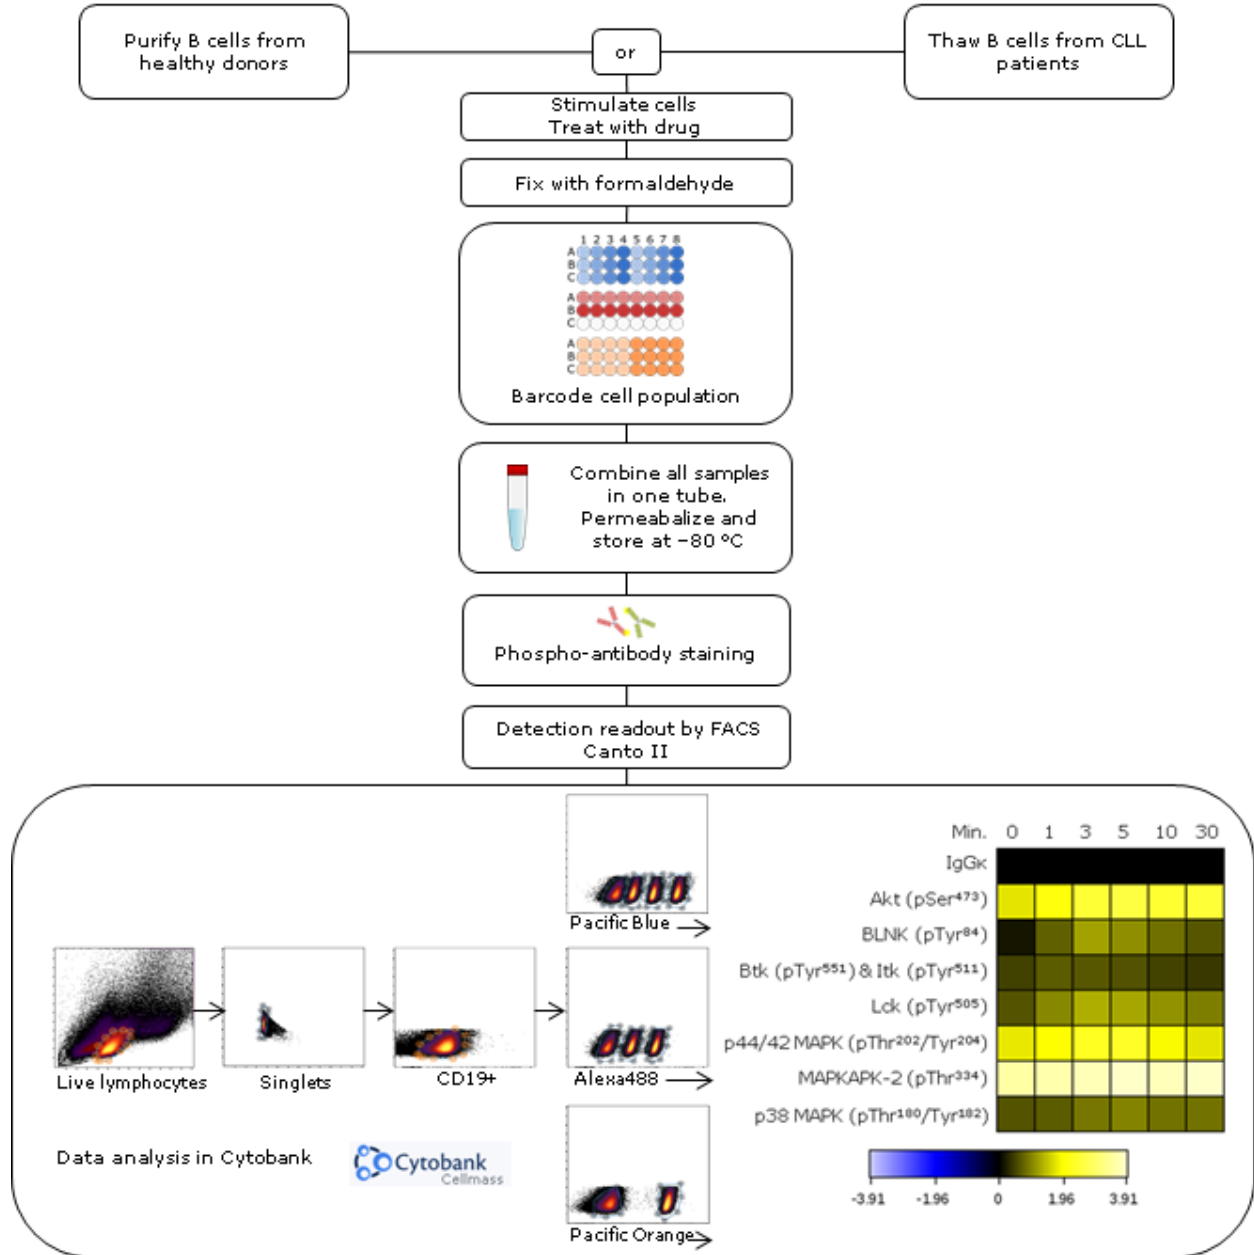 Purify B cells from
healthy donors
or
Thaw B cells from CLL
patients
Stimulate cells
Treat with drug
Fix with formaldehyde
1 2 3 4 5 6 7 8
A
B
C
A
B
C
A
B
C
Barcode cell population
Combine all samples
in one tube.
Permeabalize and
store at −80 °C
Phospho-antibody staining
Detection readout by FACS
Canto II
Pacific Blue
Live lymphocytes
Singlets
CD19+
Alexa488
Pacific Orange
Data analysis in Cytobank
Cytobank
Cellmass
Min. 0 1 3 5 10 30
IgGκ
Akt (pSer⁴⁷³)
BLNK (pTyr⁸⁴)
Btk (pTyr⁵⁵¹) & Itk (pTyr⁵¹¹)
Lck (pTyr⁵⁰⁵)
p44/42 MAPK (pThr²⁰²/Tyr²⁰⁴)
MAPKAPK-2 (pThr³³⁴)
p38 MAPK (pThr¹⁸⁰/Tyr¹⁸²)
-3.91 -1.96 0 1.96 3.91